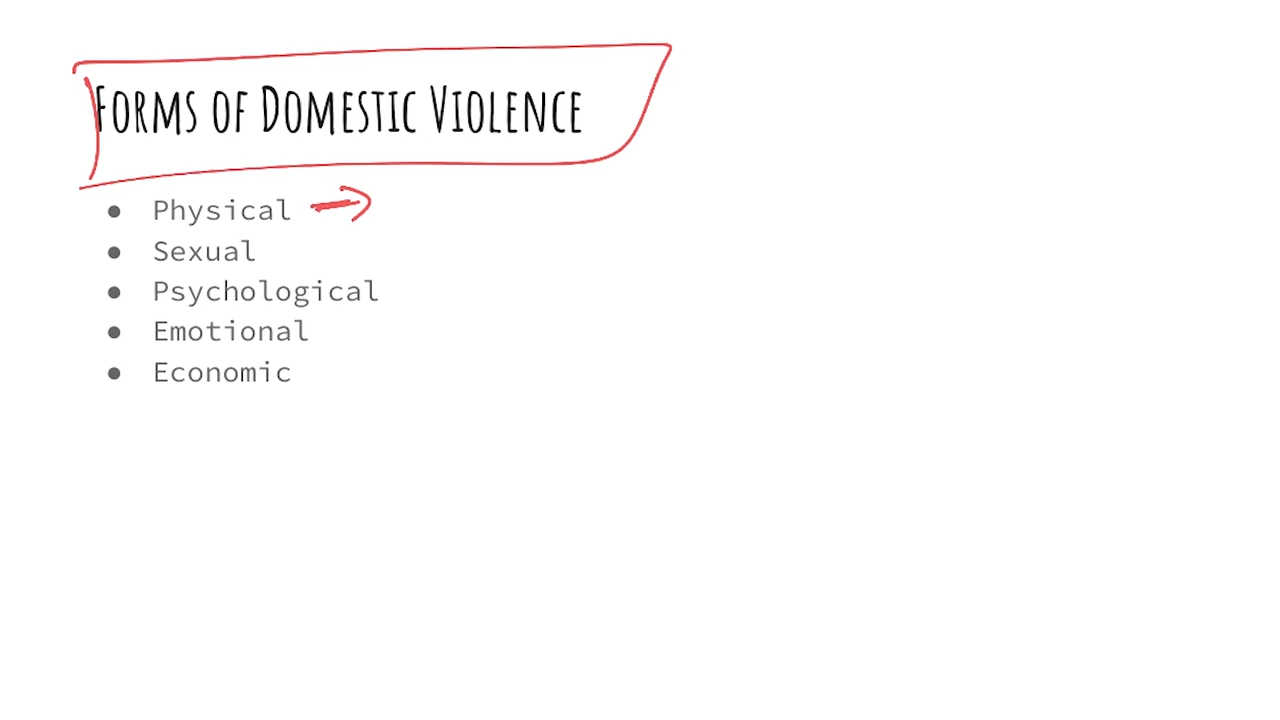 Forms of Domestic Violence
● Physical
● Sexual
● Psychological
● Emotional
● Economic